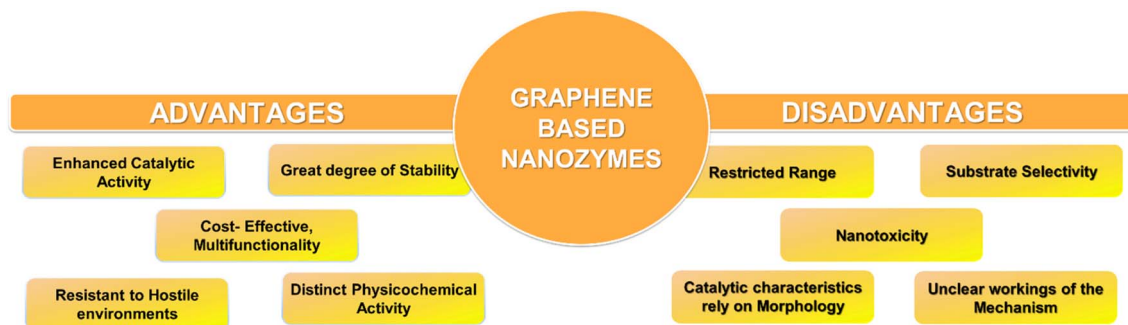 GRAPHENE
BASED
NANOZYMES
ADVANTAGES
Enhanced Catalytic
Activity
Great degree of Stability
Cost- Effective,
Multifunctionality
Resistant to Hostile
environments
Distinct Physicochemical
Activity
DISADVANTAGES
Restricted Range
Substrate Selectivity
Nanotoxicity
Catalytic characteristics
rely on Morphology
Unclear workings of the
Mechanism